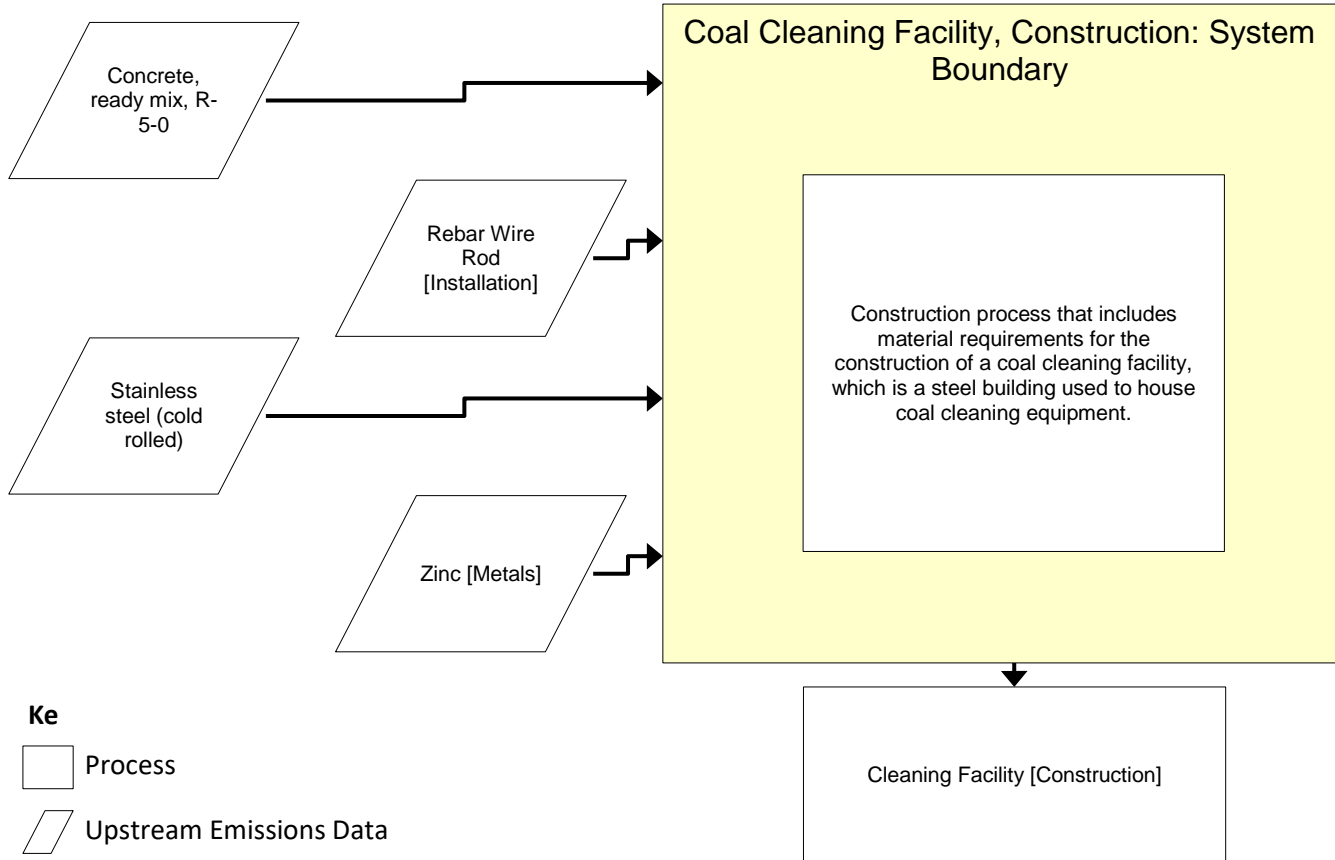 Coal Cleaning Facility, Construction: System
Boundary
Concrete,
ready mix, R-
5-0
Rebar Wire
Rod
[Installation]
Stainless
steel (cold
rolled)
Zinc [Metals]
Construction process that includes
material requirements for the
construction of a coal cleaning facility,
which is a steel building used to house
coal cleaning equipment.
Cleaning Facility [Construction]
Ke
Process
Upstream Emissions Data